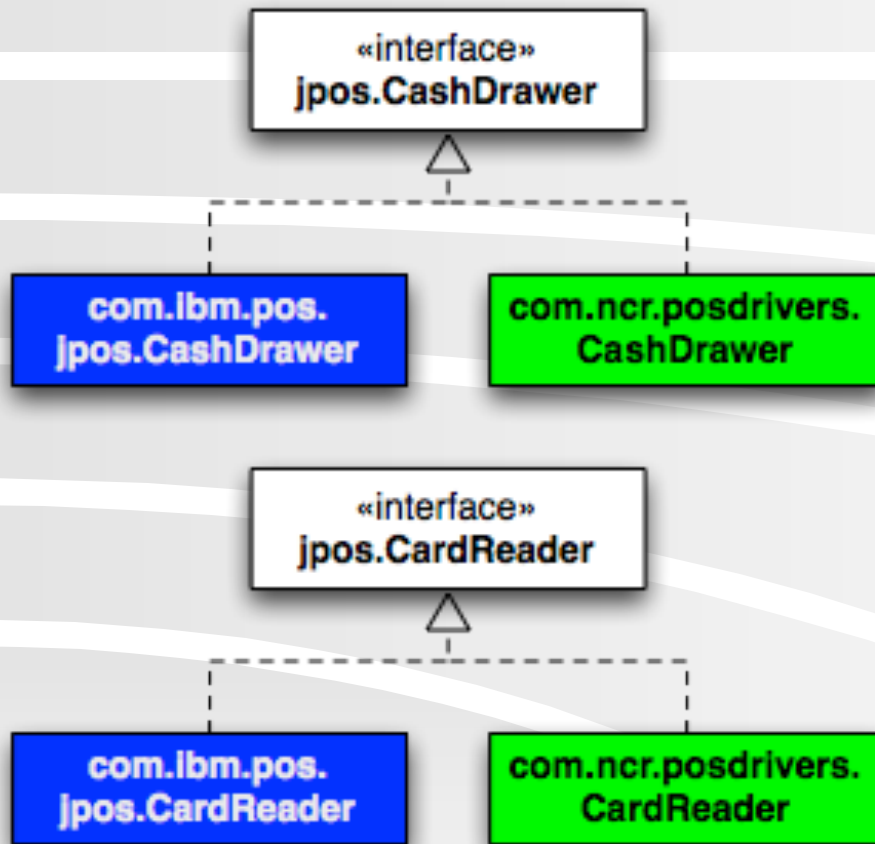 «interface»
jpos.CashDrawer
com.ibm.pos.
jpos.CashDrawer
com.ncr.posdrivers.
CashDrawer
«interface»
jpos.CardReader
com.ibm.pos.
jpos.CardReader
com.ncr.posdrivers.
CardReader